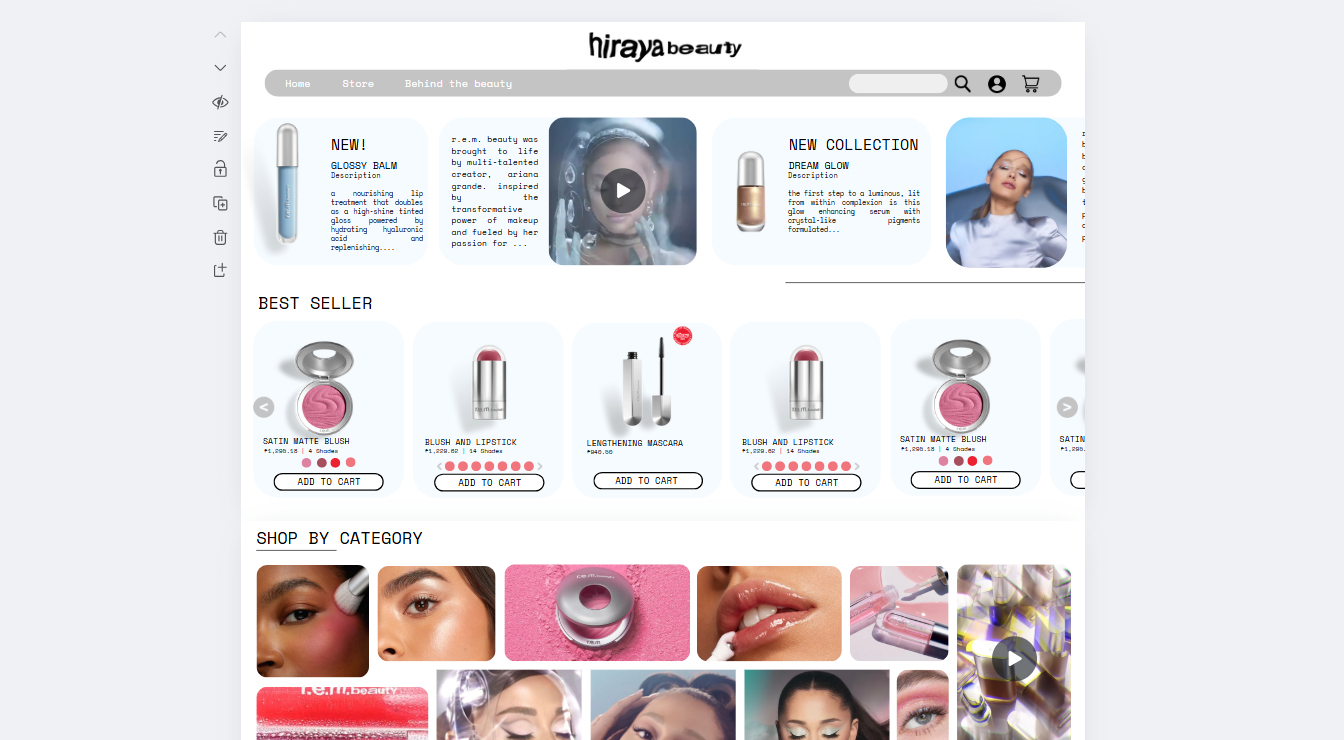 hiraya beauty
Home Store Behind the beauty
NEW!
GLOSSY BALM
Description
a nourishing lip
treatment that doubles
as a high-shine tinted
gloss powered by
hydrating hyaluronic
acid and
replenishing....
r.e.m. beauty was
brought to life
by multi-talented
creator, ariana
grande. inspired
by the
transformative
power of makeup
and fueled by her
passion for ...
NEW COLLECTION
DREAM GLOW
Description
the first step to a luminous, lit
from within complexion is this
glow enhancing serum with
crystal-like pigments
formulated...
BEST SELLER
<
>
SATIN MATTE BLUSH
₱1,295.18 | 4 Shades
ADD TO CART
BLUSH AND LIPSTICK
₱1,229.62 | 14 Shades
ADD TO CART
LENGTHENING MASCARA
₱940.50
ADD TO CART
BLUSH AND LIPSTICK
₱1,229.62 | 14 Shades
ADD TO CART
SATIN MATTE BLUSH
₱1,295.18 | 4 Shades
ADD TO CART
SATIN
SHOP BY CATEGORY
r.e.m.beauty
r.e.m.beauty